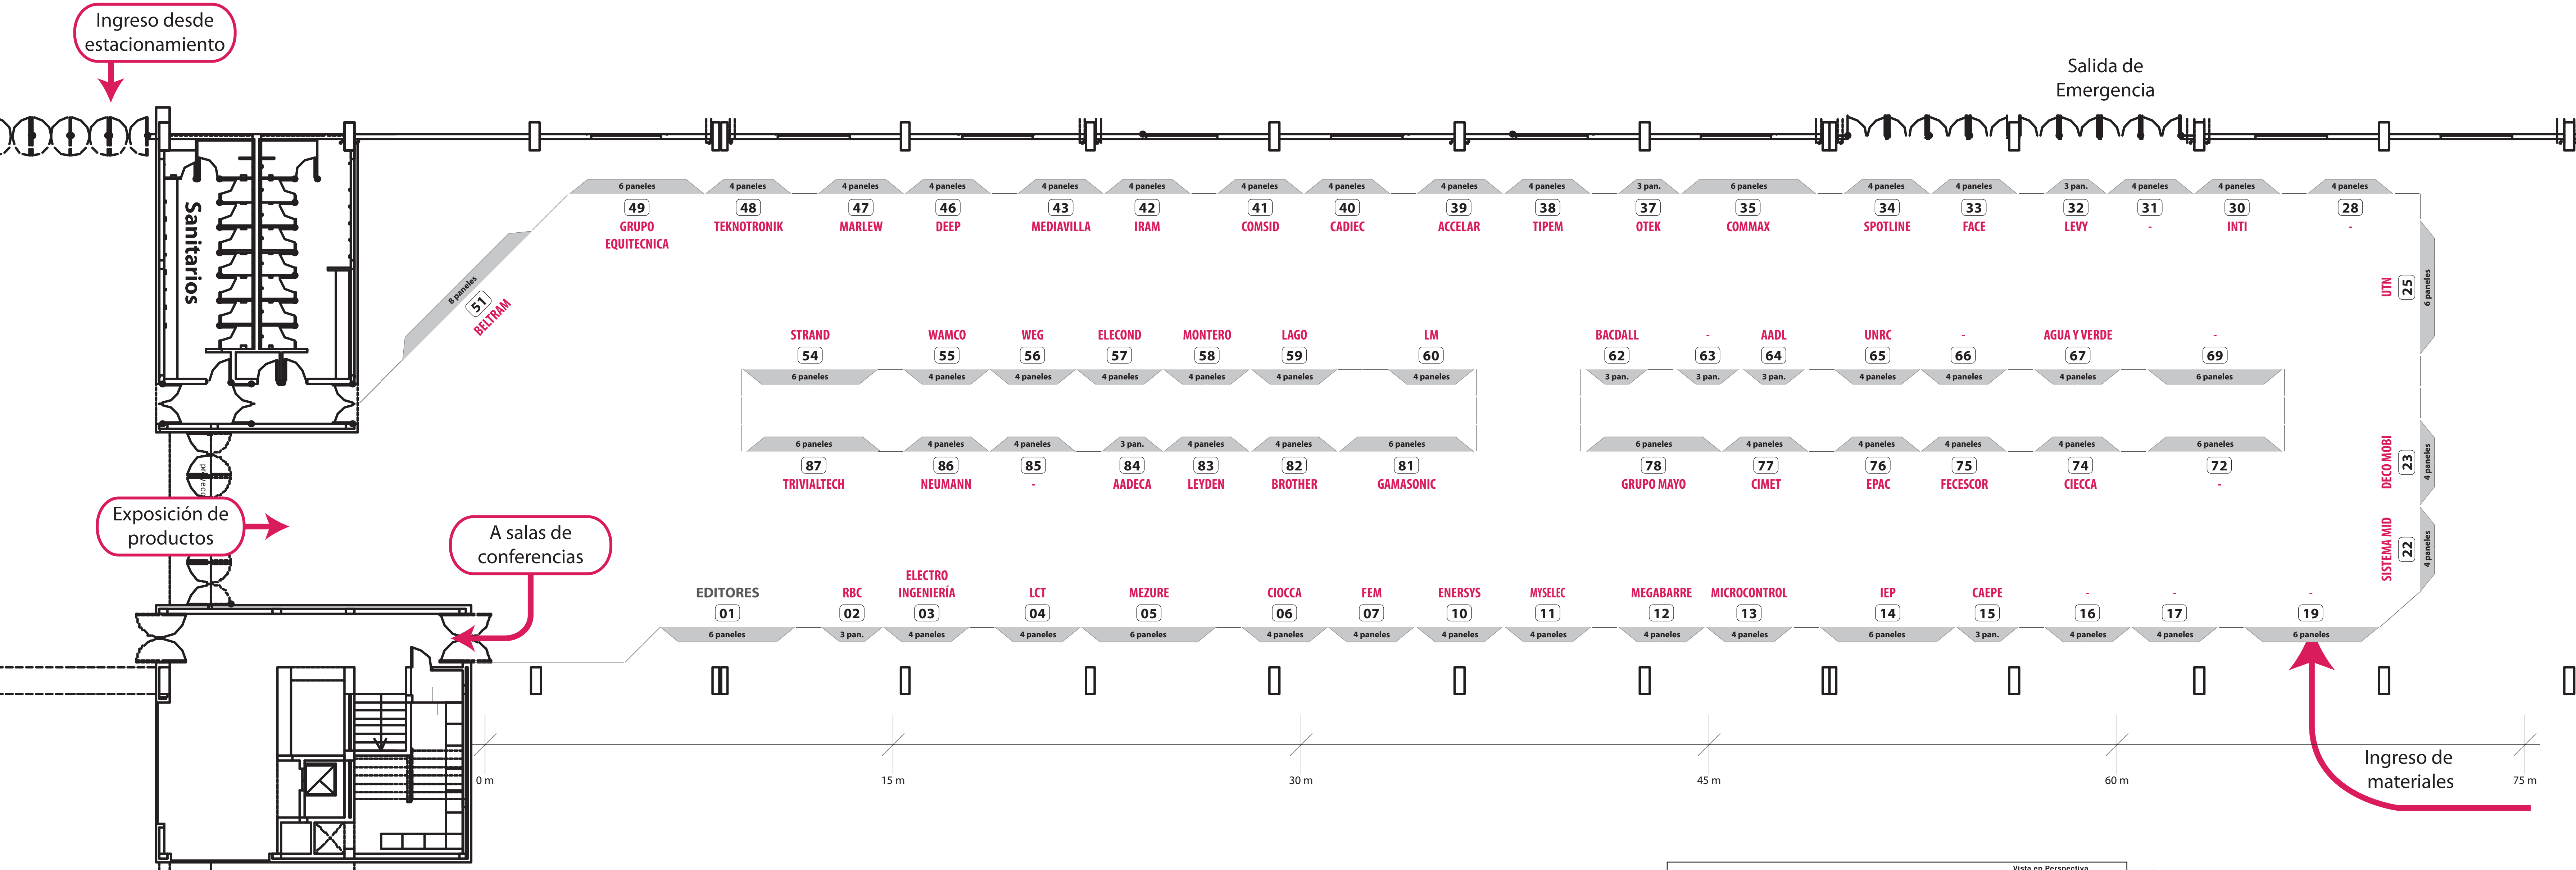 Ingreso desde
estacionamiento
Salida de
Emergencia
Sanitarios
6 paneles
49
GRUPO
EQUITECNICA
4 paneles
48
TEKNOTRONIK
4 paneles
47
MARLEW
4 paneles
46
DEEP
4 paneles
43
MEDIAVILLA
4 paneles
42
IRAM
4 paneles
41
COMSID
4 paneles
40
CADIEC
4 paneles
39
ACCELAR
4 paneles
38
TIPEM
3 pan.
37
OTEK
6 paneles
35
COMMAX
4 paneles
34
SPOTLINE
4 paneles
33
FACE
3 pan.
32
LEVY
4 paneles
31
-
4 paneles
30
INTI
4 paneles
28
-
8 paneles
51
BELTRAM
UTN
25
6 paneles
STRAND
54
6 paneles
WAMCO
55
4 paneles
WEG
56
4 paneles
ELECOND
57
4 paneles
MONTERO
58
4 paneles
LAGO
59
4 paneles
LM
60
4 paneles
BACDALL
62
3 pan.
-
63
3 pan.
AADL
64
3 pan.
UNRC
65
4 paneles
-
66
4 paneles
AGUA Y VERDE
67
4 paneles
-
69
6 paneles
6 paneles
87
TRIVIALTECH
4 paneles
86
NEUMANN
4 paneles
85
-
3 pan.
84
AADECA
4 paneles
83
LEYDEN
4 paneles
82
BROTHER
6 paneles
81
GAMASONIC
6 paneles
78
GRUPO MAYO
4 paneles
77
CIMET
4 paneles
76
EPAC
4 paneles
75
FECESCOR
4 paneles
74
CIECCA
6 paneles
72
-
DECO MOBI
23
4 paneles
SISTEMA MID
22
4 paneles
Exposición de
productos
A salas de
conferencias
EDITORES
01
6 paneles
RBC
02
3 pan.
ELECTRO
INGENIERÍA
03
4 paneles
LCT
04
4 paneles
MEZURE
05
6 paneles
CIOCCA
06
4 paneles
FEM
07
4 paneles
ENERSYS
10
4 paneles
MYSELEC
11
4 paneles
MEGABARRE
12
4 paneles
MICROCONTROL
13
4 paneles
IEP
14
6 paneles
CAEPE
15
3 pan.
-
16
4 paneles
-
17
4 paneles
-
19
6 paneles
0 m
15 m
30 m
45 m
60 m
75 m
Ingreso de
materiales
Vista en Perspectiva